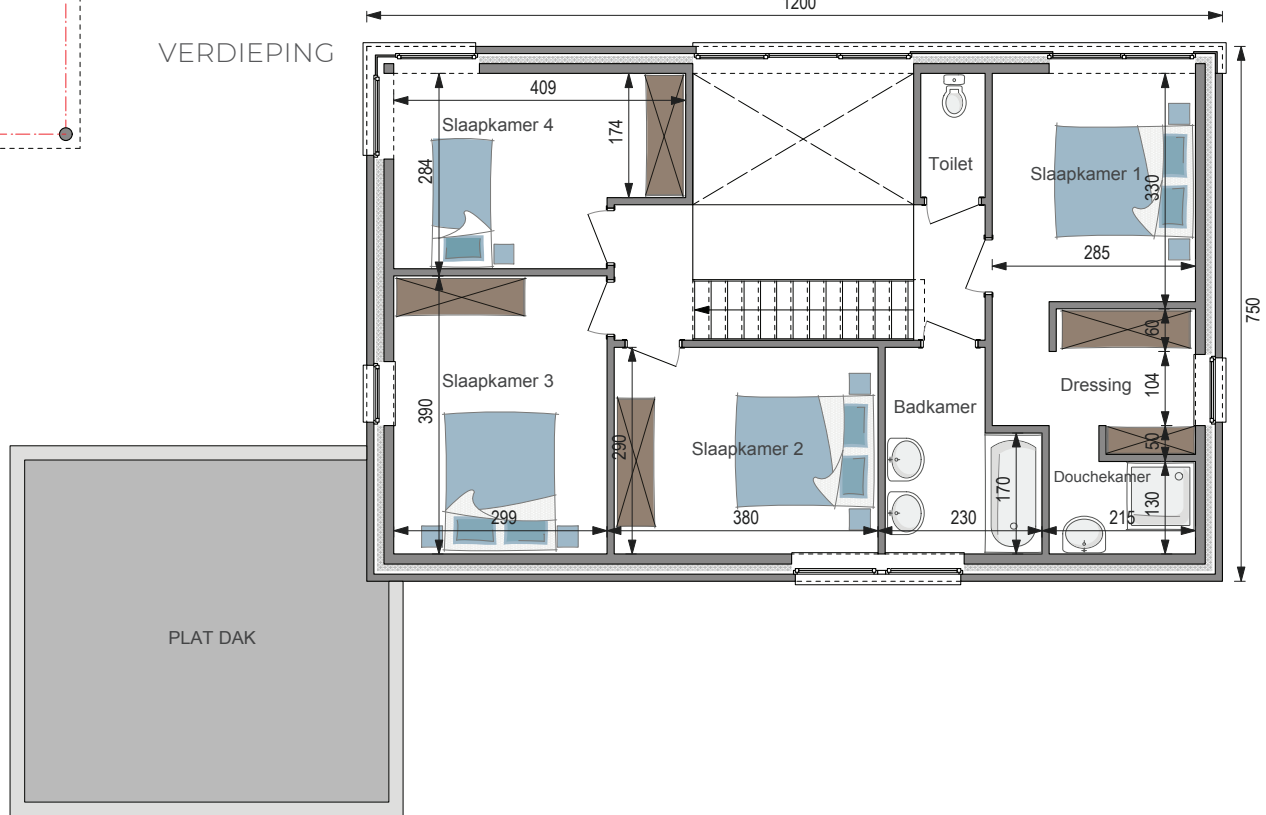 1200
VERDIEPING
409
Slaapkamer 4
174
284
Toilet
Slaapkamer 1
330
285
750
60
Slaapkamer 3
Dressing
104
390
Badkamer
290
Slaapkamer 2
50
Douchekamer
170
130
299
380
230
215
PLAT DAK